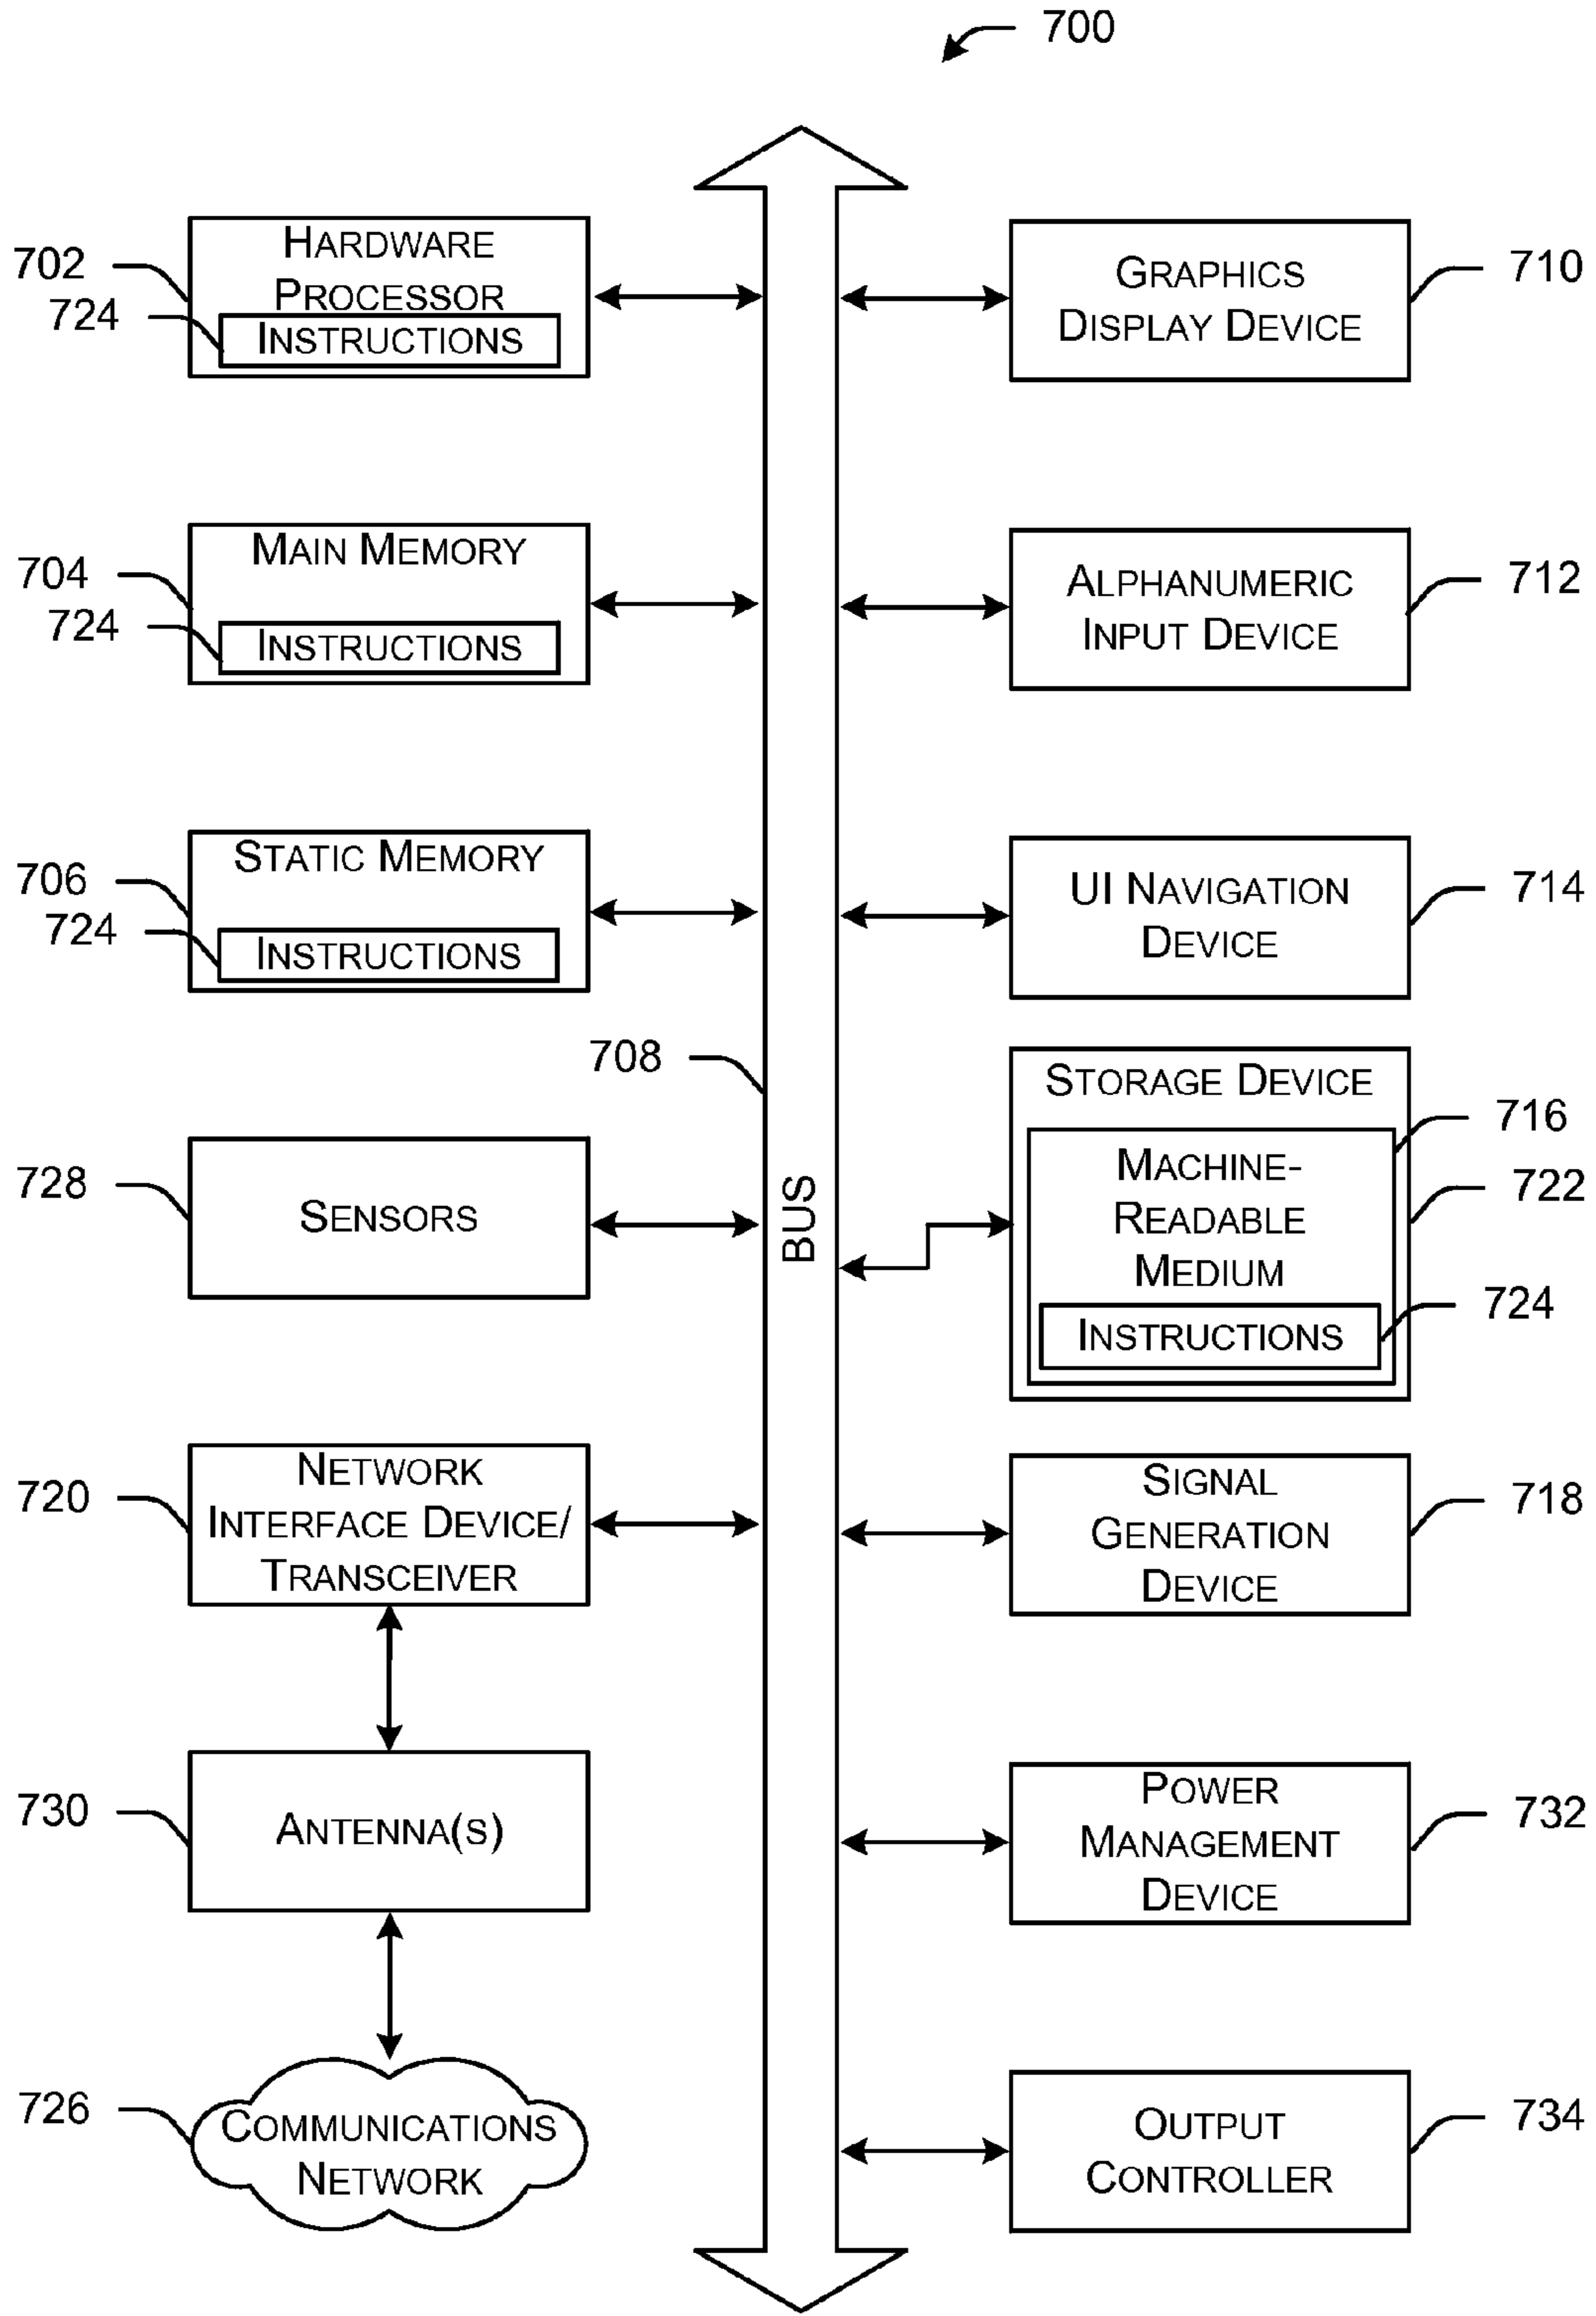 700
702
724
HARDWARE
PROCESSOR
INSTRUCTIONS
GRAPHICS
DISPLAY DEVICE
710
704
724
MAIN MEMORY
INSTRUCTIONS
ALPHANUMERIC
INPUT DEVICE
712
706
724
STATIC MEMORY
INSTRUCTIONS
UI NAVIGATION
DEVICE
714
708
BUS
728
SENSORS
STORAGE DEVICE
MACHINE-
READABLE
MEDIUM
INSTRUCTIONS
716
722
724
720
NETWORK
INTERFACE DEVICE/
TRANSCEIVER
SIGNAL
GENERATION
DEVICE
718
730
ANTENNA(S)
POWER
MANAGEMENT
DEVICE
732
726
COMMUNICATIONS
NETWORK
OUTPUT
CONTROLLER
734